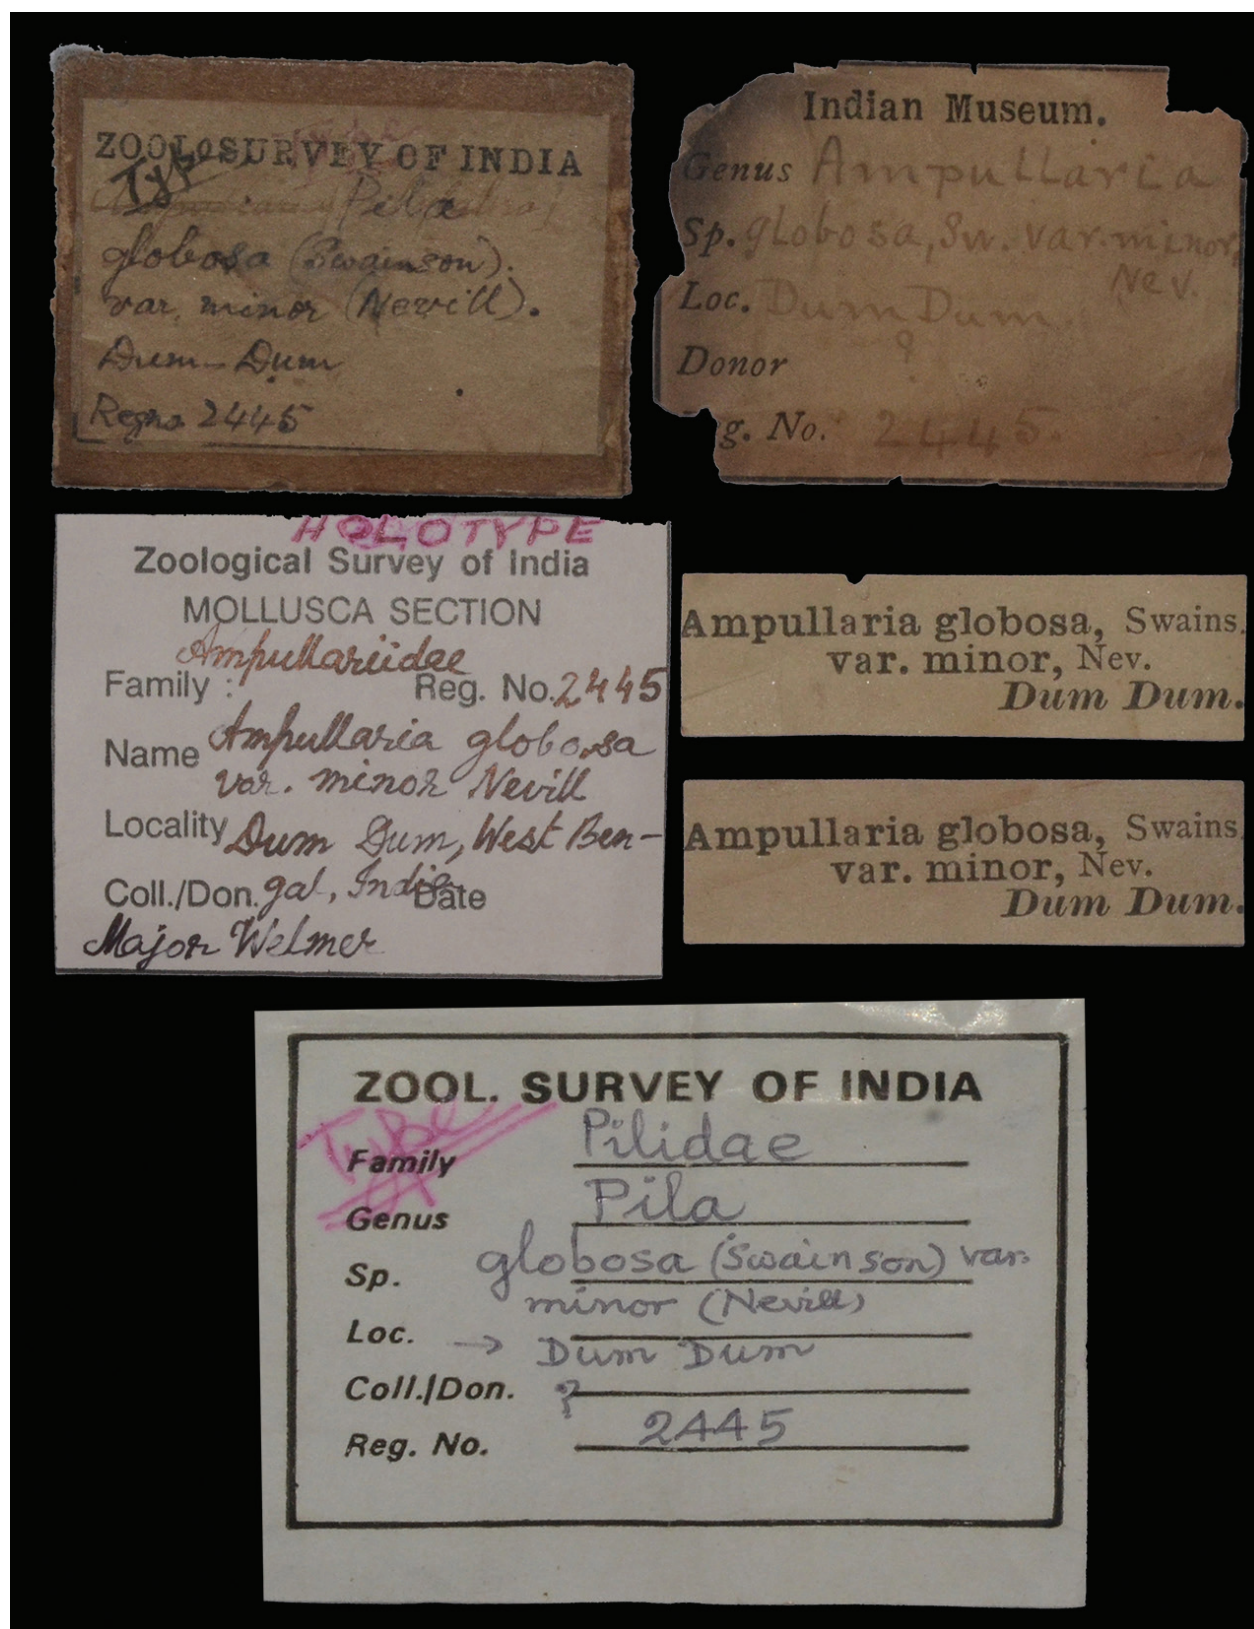 ZOOLO SURVEY OF INDIA
Type
Pila
globosa (Swainson).
var. minor (Nevill).
Dum-Dum
Regno 2445
Indian Museum.
Genus Ampullaria
Sp. globosa, Sw. var. minor,
Nev.
Loc. Dum Dum.
?
Donor
g. No. 2445.
HOLOTYPE
Zoological Survey of India
MOLLUSCA SECTION
Ampullariidae
Family : Reg. No. 2445
Name Ampullaria globosa
var. minor Nevill
Locality Dum Dum, West Ben-
Coll./Don. gal, India Date
Major Welmer
Ampullaria globosa, Swains.
var. minor, Nev.
Dum Dum.
Ampullaria globosa, Swains
var. minor, Nev.
Dum Dum.
ZOOL. SURVEY OF INDIA
Type
Family Pilidae
Genus Pila
Sp. globosa (Swainson) var.
minor (Nevill)
Loc. → Dum Dum
Coll./Don. ?
Reg. No. 2445